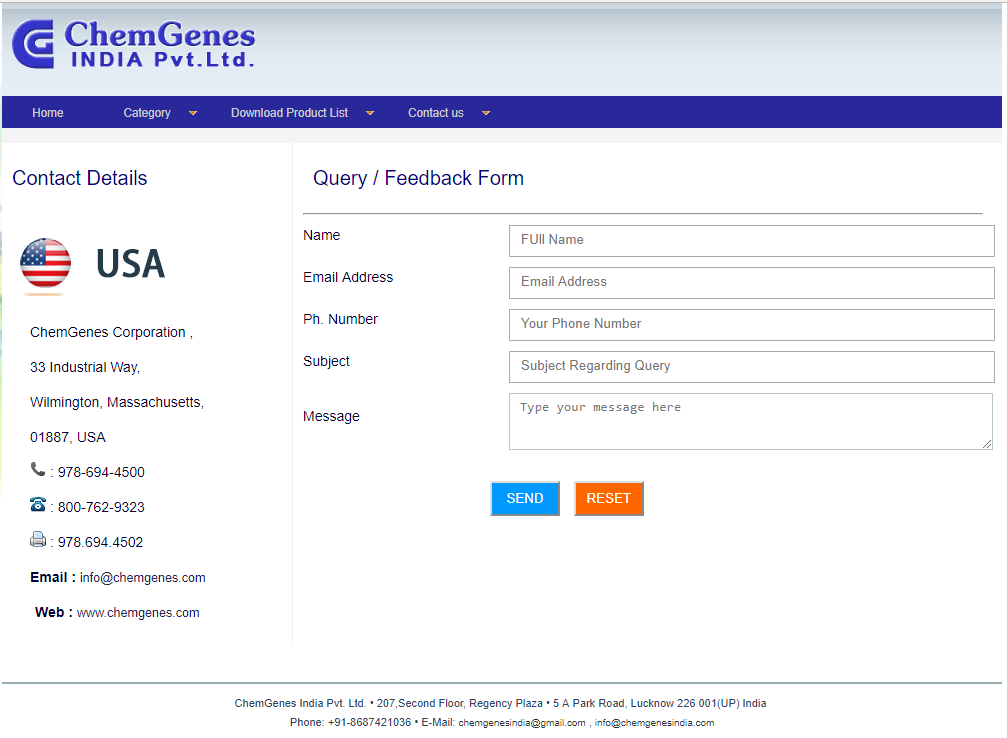 ChemGenes
INDIA Pvt.Ltd.
Home Category Download Product List Contact us
Contact Details
USA
ChemGenes Corporation ,
33 Industrial Way,
Wilmington, Massachusetts,
01887, USA
: 978-694-4500
: 800-762-9323
: 978.694.4502
Email : info@chemgenes.com
Web : www.chemgenes.com
Query / Feedback Form
Name FUll Name
Email Address Email Address
Ph. Number Your Phone Number
Subject Subject Regarding Query
Message Type your message here
SEND RESET
ChemGenes India Pvt. Ltd. • 207,Second Floor, Regency Plaza • 5 A Park Road, Lucknow 226 001(UP) India
Phone: +91-8687421036 • E-Mail: chemgenesindia@gmail.com , info@chemgenesindia.com